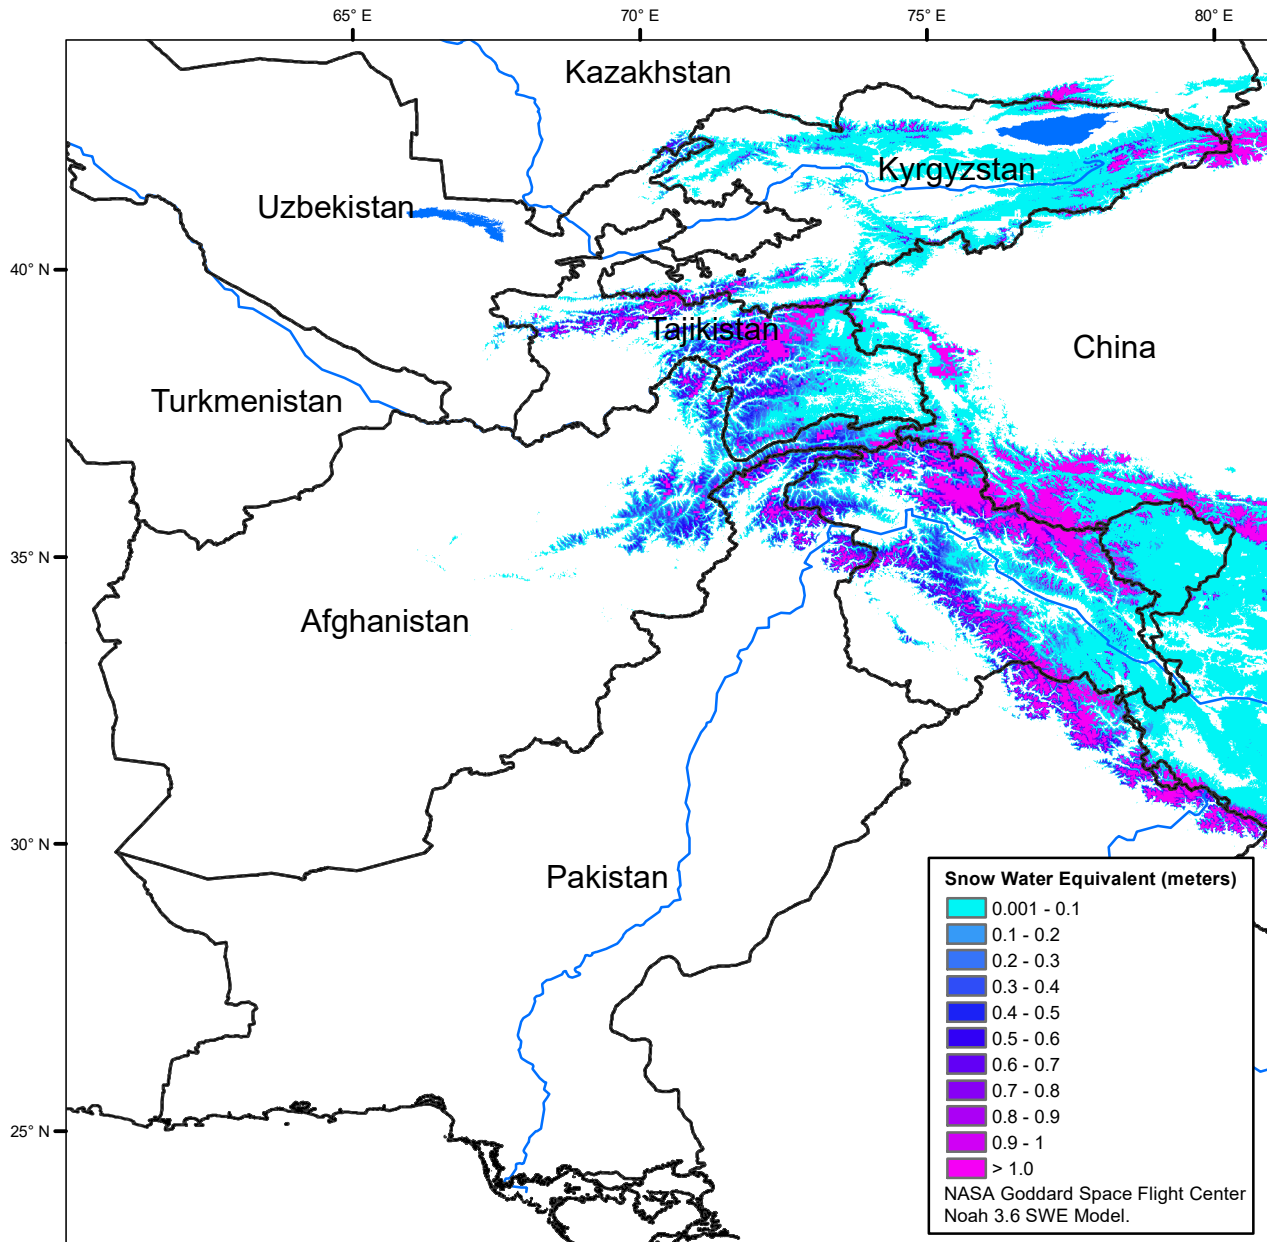 65° E
70° E
75° E
80° E
Kazakhstan
Kyrgyzstan
Uzbekistan
40° N
Tajikistan
China
Turkmenistan
35° N
Afghanistan
30° N
Pakistan
25° N
Snow Water Equivalent (meters)
0.001 - 0.1
0.1 - 0.2
0.2 - 0.3
0.3 - 0.4
0.4 - 0.5
0.5 - 0.6
0.6 - 0.7
0.7 - 0.8
0.8 - 0.9
0.9 - 1
> 1.0
NASA Goddard Space Flight Center
Noah 3.6 SWE Model.